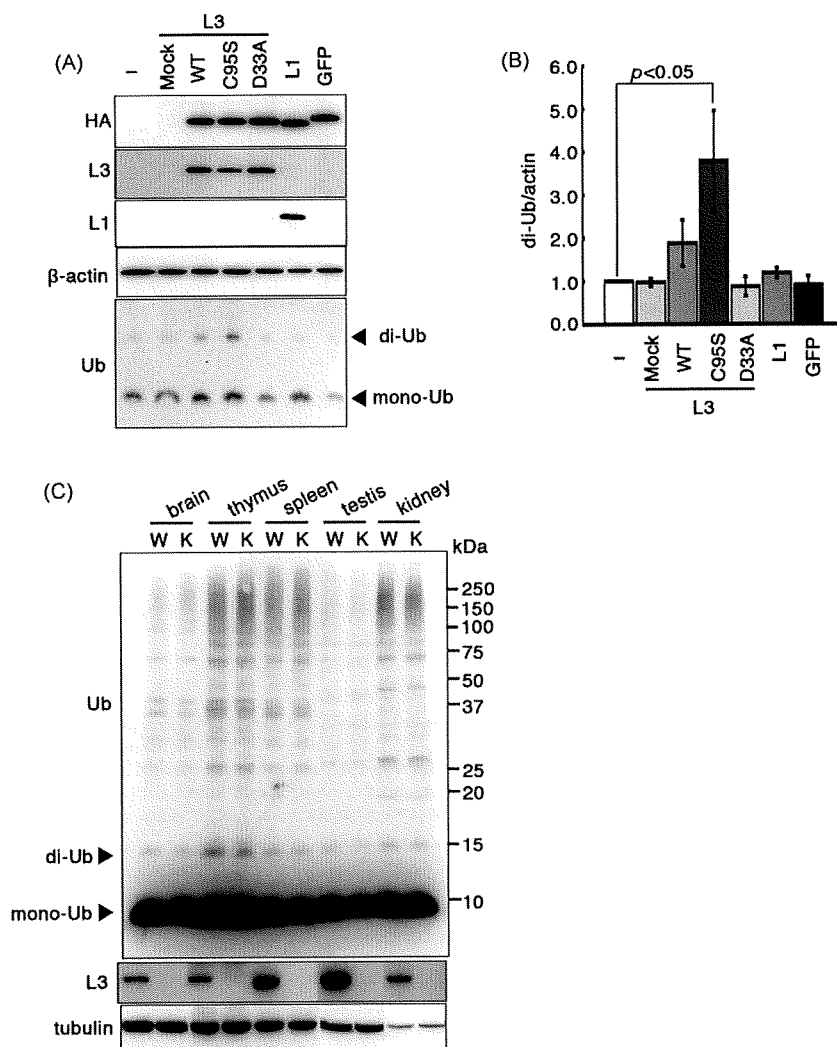 (A)
L3
– Mock WT C95S D33A L1 GFP
HA
L3
L1
β-actin
Ub
di-Ub
mono-Ub
(B)
p<0.05
di-Ub/actin
6.0
5.0
4.0
3.0
2.0
1.0
0.0
– Mock WT C95S D33A L1 GFP
L3
(C)
brain thymus spleen testis kidney
W K W K W K W K W K
kDa
250
150
100
75
50
37
25
20
15
10
Ub
di-Ub
mono-Ub
L3
tubulin